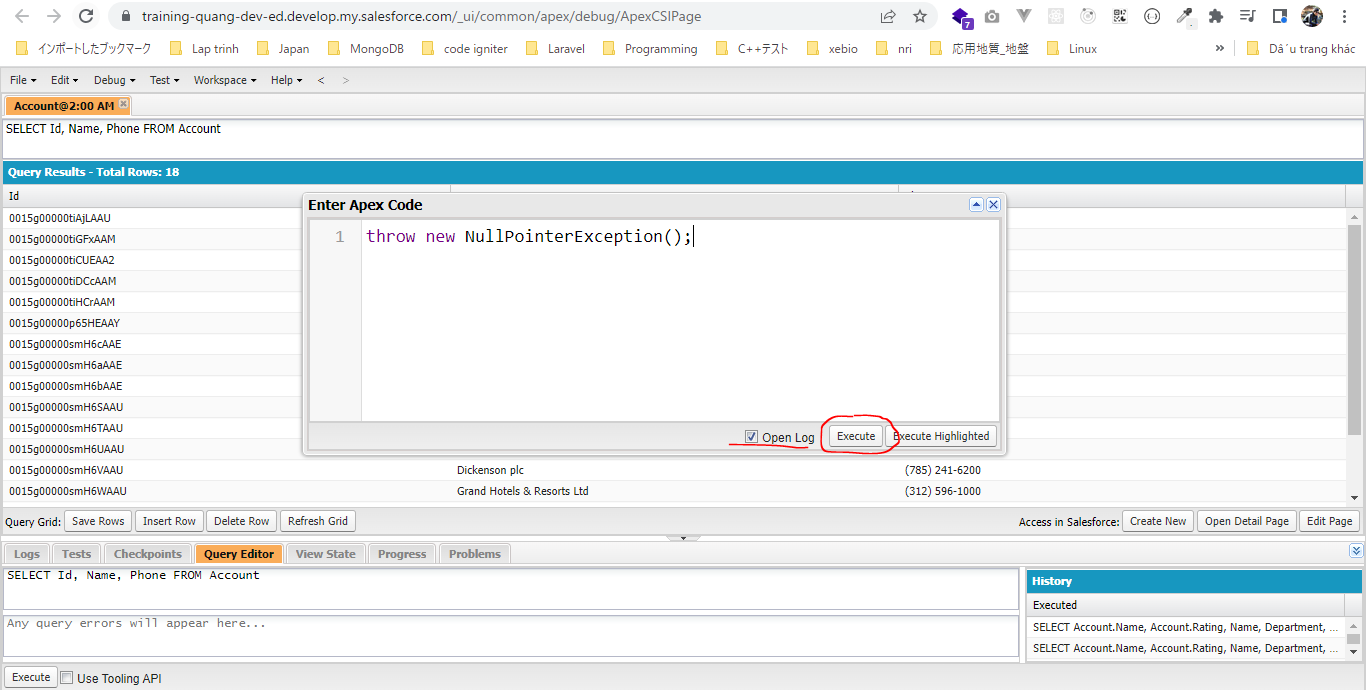 training-quang-dev-ed.develop.my.salesforce.com/_ui/common/apex/debug/ApexCSIPage
7
インポートしたブックマーク Lap trinh Japan MongoDB code igniter Laravel Programming C++テスト xebio nri 応用地質_地盤 Linux » Dấu trang khác
File Edit Debug Test Workspace Help < >
Account@2:00 AM
SELECT Id, Name, Phone FROM Account
Query Results - Total Rows: 18
Id
0015g00000tiAjLAAU
0015g00000tiGFxAAM
0015g00000tiCUEAA2
0015g00000tiDCcAAM
0015g00000tiHCrAAM
0015g00000p65HEAAY
0015g00000smH6cAAE
0015g00000smH6aAAE
0015g00000smH6bAAE
0015g00000smH6SAAU
0015g00000smH6TAAU
0015g00000smH6UAAU
0015g00000smH6VAAU Dickenson plc (785) 241-6200
0015g00000smH6WAAU Grand Hotels & Resorts Ltd (312) 596-1000
Enter Apex Code
1 throw new NullPointerException();
Open Log Execute Execute Highlighted
Query Grid: Save Rows Insert Row Delete Row Refresh Grid Access in Salesforce: Create New Open Detail Page Edit Page
Logs Tests Checkpoints Query Editor View State Progress Problems
SELECT Id, Name, Phone FROM Account
Any query errors will appear here...
History
Executed
SELECT Account.Name, Account.Rating, Name, Department, ...
SELECT Account.Name, Account.Rating, Name, Department, ...
Execute Use Tooling API